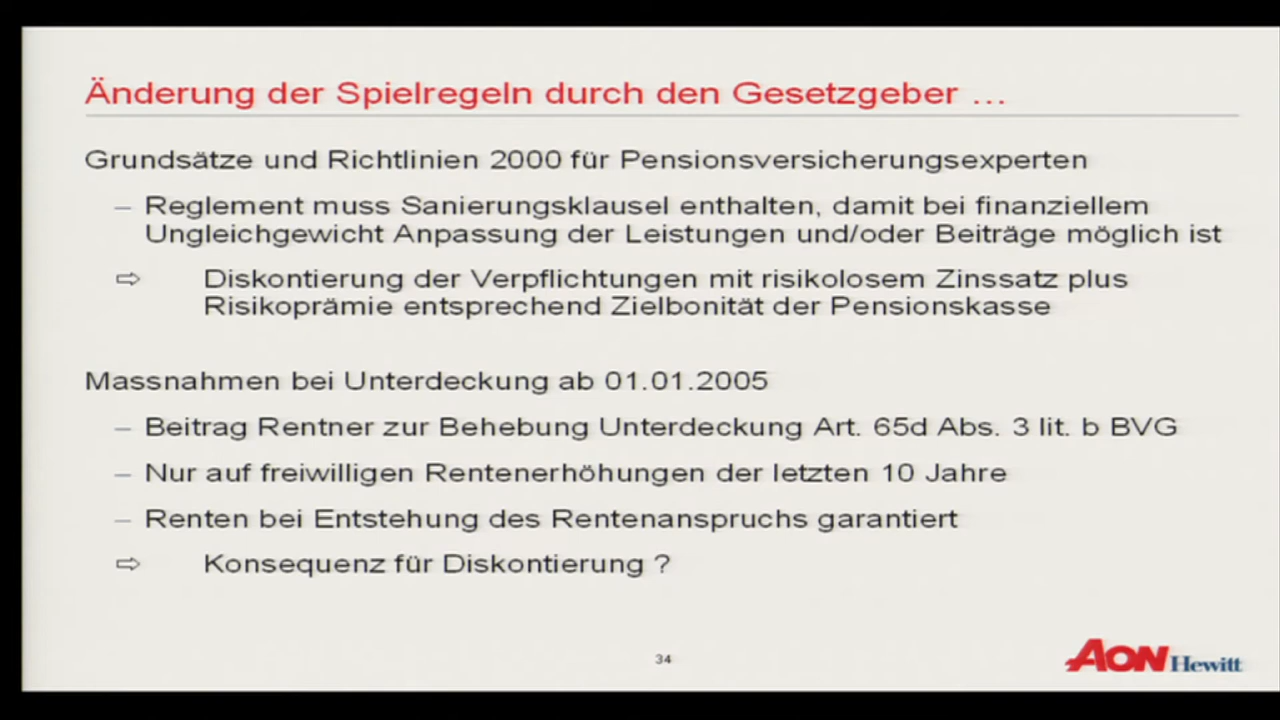 Änderung der Spielregeln durch den Gesetzgeber …
Grundsätze und Richtlinien 2000 für Pensionsversicherungsexperten
– Reglement muss Sanierungsklausel enthalten, damit bei finanziellem
Ungleichgewicht Anpassung der Leistungen und/oder Beiträge möglich ist
⇨ Diskontierung der Verpflichtungen mit risikolosem Zinssatz plus
Risikoprämie entsprechend Zielbonität der Pensionskasse
Massnahmen bei Unterdeckung ab 01.01.2005
– Beitrag Rentner zur Behebung Unterdeckung Art. 65d Abs. 3 lit. b BVG
– Nur auf freiwilligen Rentenerhöhungen der letzten 10 Jahre
– Renten bei Entstehung des Rentenanspruchs garantiert
⇨ Konsequenz für Diskontierung ?
34
AON Hewitt